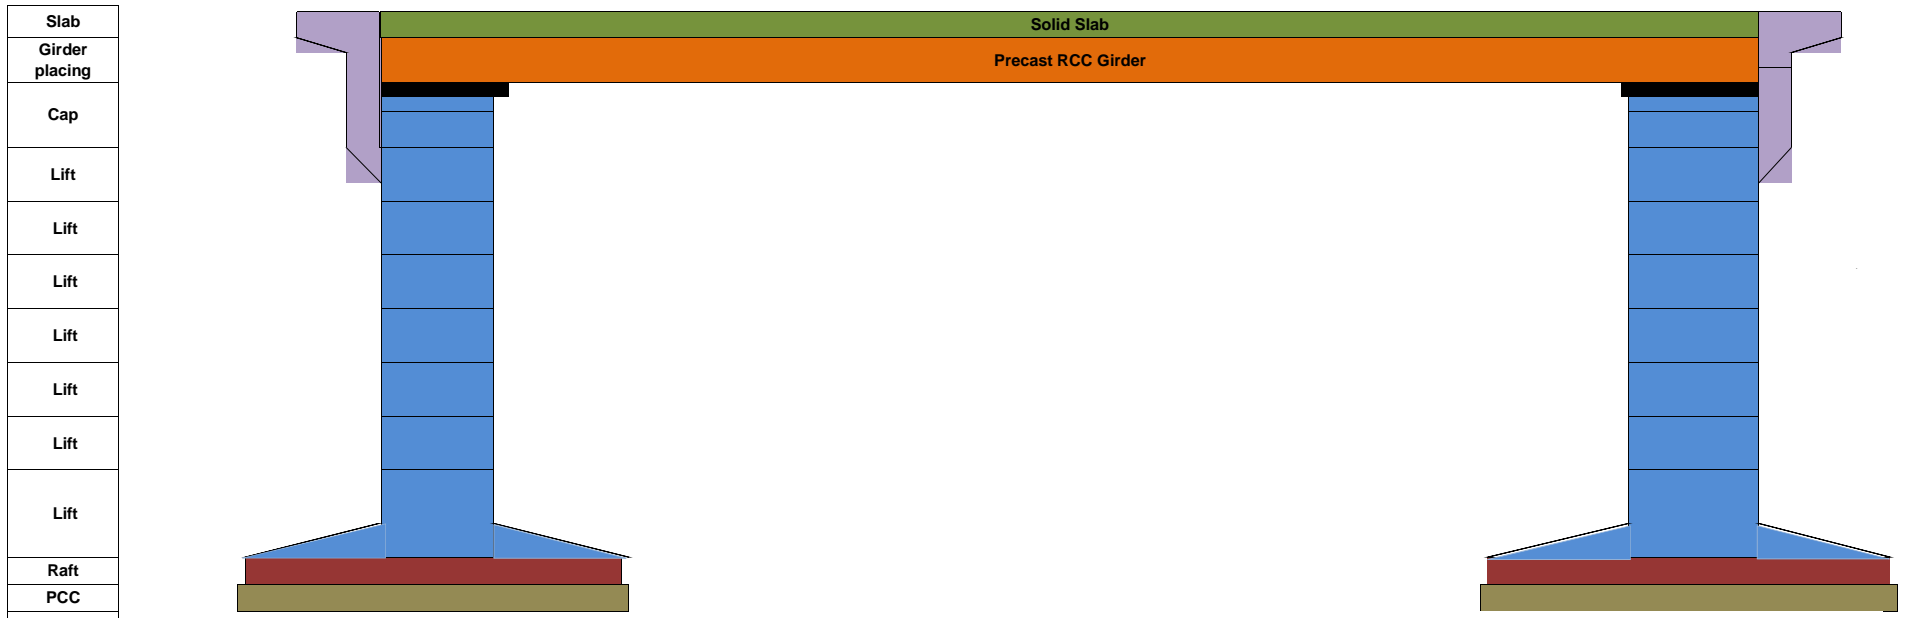 Slab
Solid Slab
Girder
placing
Precast RCC Girder
Cap
Lift
Lift
Lift
Lift
Lift
Lift
Lift
Raft
PCC